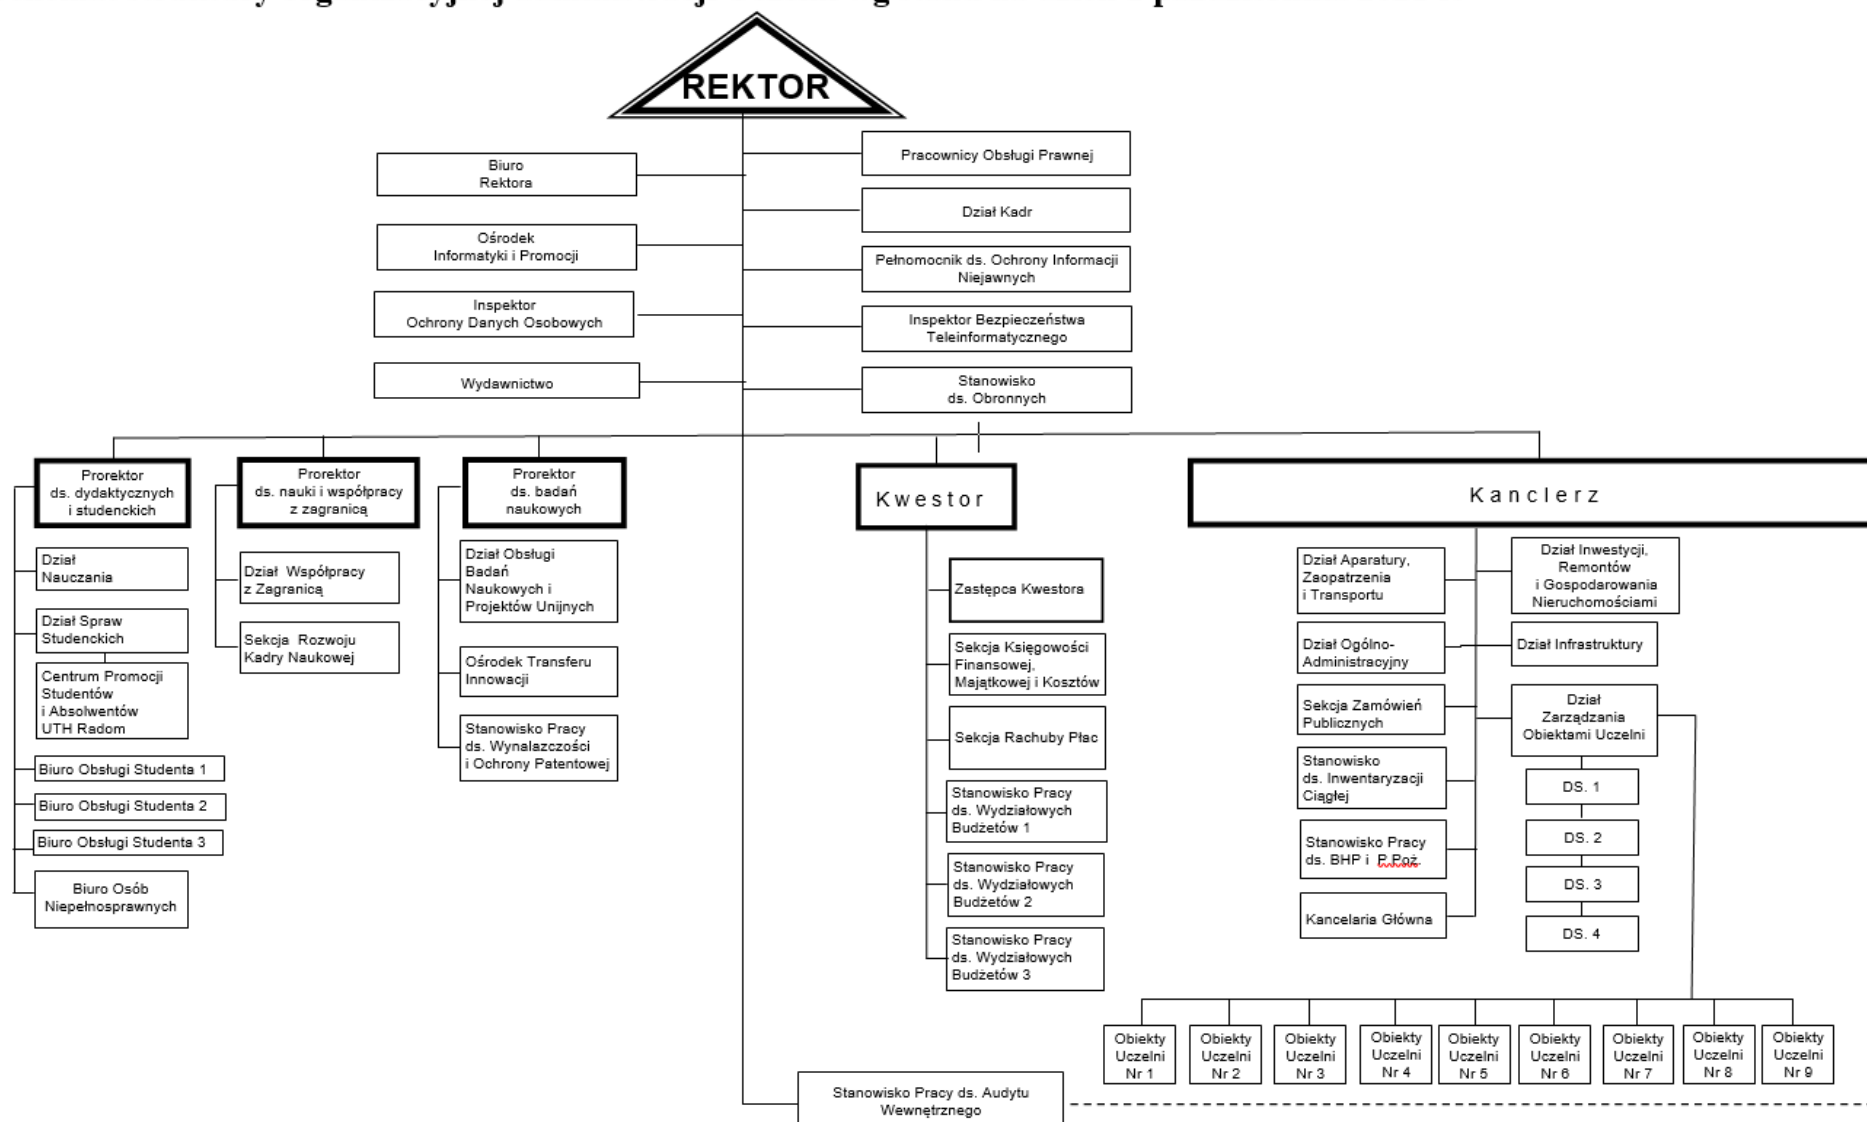 REKTOR
Biuro
Rektora
Pracownicy Obsługi Prawnej
Dział Kadr
Ośrodek
Informatyki i Promocji
Pełnomocnik ds. Ochrony Informacji
Niejawnych
Inspektor
Ochrony Danych Osobowych
Inspektor Bezpieczeństwa
Teleinformatycznego
Wydawnictwo
Stanowisko
ds. Obronnych
Prorektor
ds. dydaktycznych
i studenckich
Dział
Nauczania
Dział Spraw
Studenckich
Centrum Promocji
Studentów
i Absolwentów
UTH Radom
Biuro Obsługi Studenta 1
Biuro Obsługi Studenta 2
Biuro Obsługi Studenta 3
Biuro Osób
Niepełnosprawnych
Prorektor
ds. nauki i współpracy
z zagranicą
Dział Współpracy
z Zagranicą
Sekcja Rozwoju
Kadry Naukowej
Prorektor
ds. badań
naukowych
Dział Obsługi
Badań
Naukowych i
Projektów Unijnych
Ośrodek Transferu
Innowacji
Stanowisko Pracy
ds. Wynalazczości
i Ochrony Patentowej
Kwestor
Zastępca Kwestora
Sekcja Księgowości
Finansowej,
Majątkowej i Kosztów
Sekcja Rachuby Płac
Stanowisko Pracy
ds. Wydziałowych
Budżetów 1
Stanowisko Pracy
ds. Wydziałowych
Budżetów 2
Stanowisko Pracy
ds. Wydziałowych
Budżetów 3
Kanclerz
Dział Aparatury,
Zaopatrzenia
i Transportu
Dział Ogólno-
Administracyjny
Sekcja Zamówień
Publicznych
Stanowisko
ds. Inwentaryzacji
Ciągłej
Stanowisko Pracy
ds. BHP i P.Poż.
Kancelaria Główna
Dział Inwestycji,
Remontów
i Gospodarowania
Nieruchomościami
Dział Infrastruktury
Dział
Zarządzania
Obiektami Uczelni
DS. 1
DS. 2
DS. 3
DS. 4
Obiekty
Uczelni
Nr 1
Obiekty
Uczelni
Nr 2
Obiekty
Uczelni
Nr 3
Obiekty
Uczelni
Nr 4
Obiekty
Uczelni
Nr 5
Obiekty
Uczelni
Nr 6
Obiekty
Uczelni
Nr 7
Obiekty
Uczelni
Nr 8
Obiekty
Uczelni
Nr 9
Stanowisko Pracy ds. Audytu
Wewnętrznego